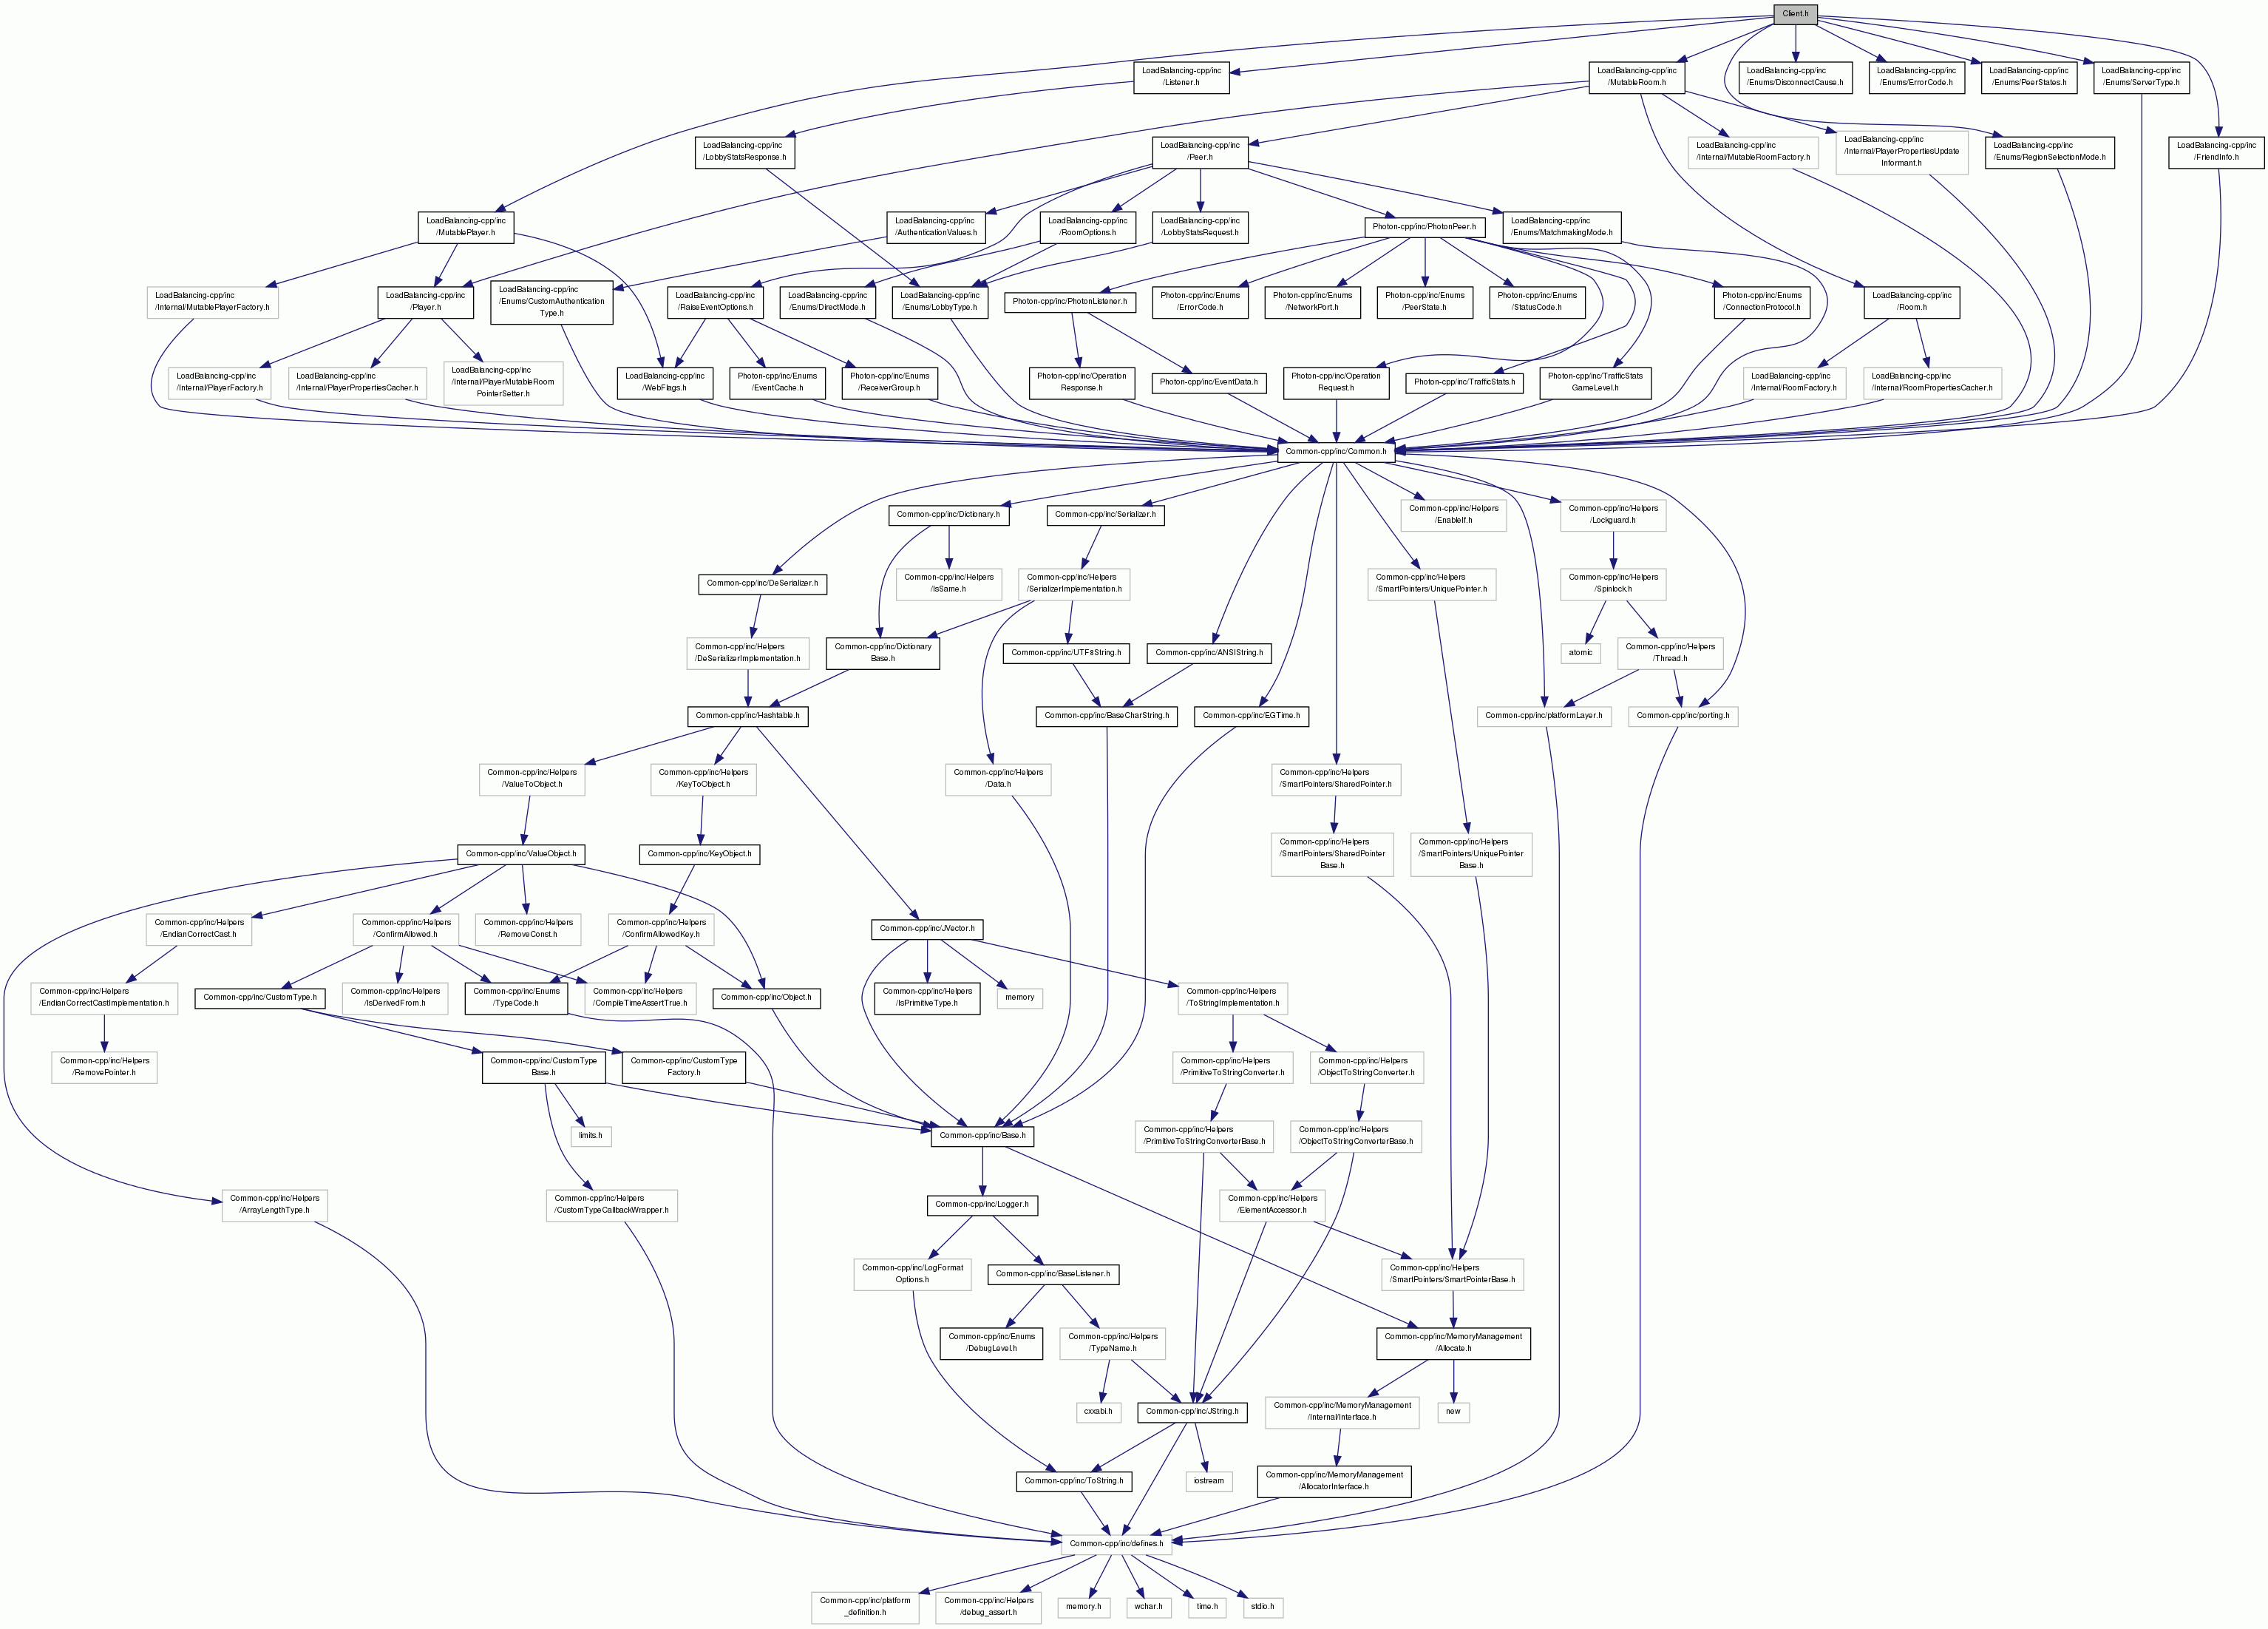 Client.h
LoadBalancing-cpp/inc
/Listener.h
LoadBalancing-cpp/inc
/MutableRoom.h
LoadBalancing-cpp/inc
/Enums/DisconnectCause.h
LoadBalancing-cpp/inc
/Enums/ErrorCode.h
LoadBalancing-cpp/inc
/Enums/PeerStates.h
LoadBalancing-cpp/inc
/Enums/ServerType.h
LoadBalancing-cpp/inc
/LobbyStatsResponse.h
LoadBalancing-cpp/inc
/Peer.h
LoadBalancing-cpp/inc
/Internal/MutableRoomFactory.h
LoadBalancing-cpp/inc
/Internal/PlayerPropertiesUpdate
Informant.h
LoadBalancing-cpp/inc
/Enums/RegionSelectionMode.h
LoadBalancing-cpp/inc
/FriendInfo.h
LoadBalancing-cpp/inc
/MutablePlayer.h
LoadBalancing-cpp/inc
/AuthenticationValues.h
LoadBalancing-cpp/inc
/RoomOptions.h
LoadBalancing-cpp/inc
/LobbyStatsRequest.h
Photon-cpp/inc/PhotonPeer.h
LoadBalancing-cpp/inc
/Enums/MatchmakingMode.h
LoadBalancing-cpp/inc
/Internal/MutablePlayerFactory.h
LoadBalancing-cpp/inc
/Player.h
LoadBalancing-cpp/inc
/Enums/CustomAuthentication
Type.h
LoadBalancing-cpp/inc
/RaiseEventOptions.h
LoadBalancing-cpp/inc
/Enums/DirectMode.h
LoadBalancing-cpp/inc
/Enums/LobbyType.h
Photon-cpp/inc/PhotonListener.h
Photon-cpp/inc/Enums
/ErrorCode.h
Photon-cpp/inc/Enums
/NetworkPort.h
Photon-cpp/inc/Enums
/PeerState.h
Photon-cpp/inc/Enums
/StatusCode.h
Photon-cpp/inc/Enums
/ConnectionProtocol.h
LoadBalancing-cpp/inc
/Room.h
LoadBalancing-cpp/inc
/Internal/PlayerFactory.h
LoadBalancing-cpp/inc
/Internal/PlayerPropertiesCacher.h
LoadBalancing-cpp/inc
/Internal/PlayerMutableRoom
PointerSetter.h
LoadBalancing-cpp/inc
/WebFlags.h
Photon-cpp/inc/Enums
/EventCache.h
Photon-cpp/inc/Enums
/ReceiverGroup.h
Photon-cpp/inc/Operation
Response.h
Photon-cpp/inc/EventData.h
Photon-cpp/inc/Operation
Request.h
Photon-cpp/inc/TrafficStats.h
Photon-cpp/inc/TrafficStats
GameLevel.h
LoadBalancing-cpp/inc
/Internal/RoomFactory.h
LoadBalancing-cpp/inc
/Internal/RoomPropertiesCacher.h
Common-cpp/inc/Common.h
Common-cpp/inc/Dictionary.h
Common-cpp/inc/Serializer.h
Common-cpp/inc/Helpers
/EnableIf.h
Common-cpp/inc/Helpers
/Lockguard.h
Common-cpp/inc/DeSerializer.h
Common-cpp/inc/Helpers
/IsSame.h
Common-cpp/inc/Helpers
/SerializerImplementation.h
Common-cpp/inc/Helpers
/SmartPointers/UniquePointer.h
Common-cpp/inc/Helpers
/Spinlock.h
Common-cpp/inc/Helpers
/DeSerializerImplementation.h
Common-cpp/inc/Dictionary
Base.h
Common-cpp/inc/UTF8String.h
Common-cpp/inc/ANSIString.h
atomic
Common-cpp/inc/Helpers
/Thread.h
Common-cpp/inc/Hashtable.h
Common-cpp/inc/BaseCharString.h
Common-cpp/inc/EGTime.h
Common-cpp/inc/platformLayer.h
Common-cpp/inc/porting.h
Common-cpp/inc/Helpers
/ValueToObject.h
Common-cpp/inc/Helpers
/KeyToObject.h
Common-cpp/inc/Helpers
/Data.h
Common-cpp/inc/Helpers
/SmartPointers/SharedPointer.h
Common-cpp/inc/ValueObject.h
Common-cpp/inc/KeyObject.h
Common-cpp/inc/Helpers
/SmartPointers/SharedPointer
Base.h
Common-cpp/inc/Helpers
/SmartPointers/UniquePointer
Base.h
Common-cpp/inc/Helpers
/EndianCorrectCast.h
Common-cpp/inc/Helpers
/ConfirmAllowed.h
Common-cpp/inc/Helpers
/RemoveConst.h
Common-cpp/inc/Helpers
/ConfirmAllowedKey.h
Common-cpp/inc/JVector.h
Common-cpp/inc/Helpers
/EndianCorrectCastImplementation.h
Common-cpp/inc/CustomType.h
Common-cpp/inc/Helpers
/IsDerivedFrom.h
Common-cpp/inc/Enums
/TypeCode.h
Common-cpp/inc/Helpers
/CompileTimeAssertTrue.h
Common-cpp/inc/Object.h
Common-cpp/inc/Helpers
/IsPrimitiveType.h
memory
Common-cpp/inc/Helpers
/ToStringImplementation.h
Common-cpp/inc/Helpers
/RemovePointer.h
Common-cpp/inc/CustomType
Base.h
Common-cpp/inc/CustomType
Factory.h
Common-cpp/inc/Helpers
/PrimitiveToStringConverter.h
Common-cpp/inc/Helpers
/ObjectToStringConverter.h
limits.h
Common-cpp/inc/Base.h
Common-cpp/inc/Helpers
/PrimitiveToStringConverterBase.h
Common-cpp/inc/Helpers
/ObjectToStringConverterBase.h
Common-cpp/inc/Helpers
/ArrayLengthType.h
Common-cpp/inc/Helpers
/CustomTypeCallbackWrapper.h
Common-cpp/inc/Logger.h
Common-cpp/inc/Helpers
/ElementAccessor.h
Common-cpp/inc/LogFormat
Options.h
Common-cpp/inc/BaseListener.h
Common-cpp/inc/Helpers
/SmartPointers/SmartPointerBase.h
Common-cpp/inc/Enums
/DebugLevel.h
Common-cpp/inc/Helpers
/TypeName.h
Common-cpp/inc/MemoryManagement
/Allocate.h
cxxabi.h
Common-cpp/inc/JString.h
Common-cpp/inc/MemoryManagement
/Internal/Interface.h
new
Common-cpp/inc/ToString.h
iostream
Common-cpp/inc/MemoryManagement
/AllocatorInterface.h
Common-cpp/inc/defines.h
Common-cpp/inc/platform
_definition.h
Common-cpp/inc/Helpers
/debug_assert.h
memory.h
wchar.h
time.h
stdio.h